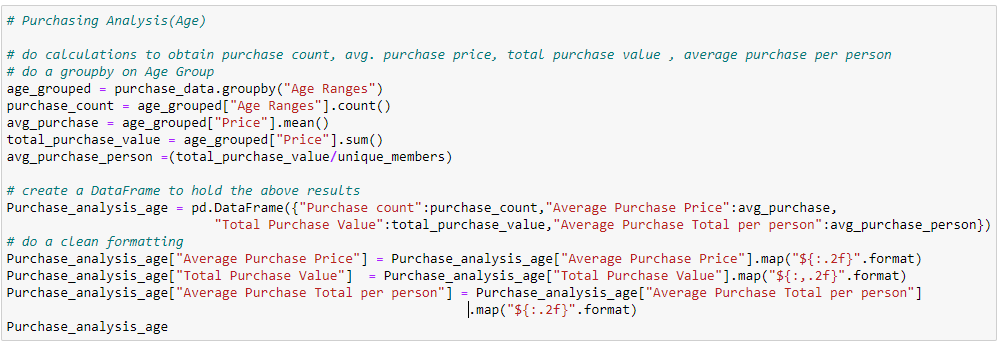 # Purchasing Analysis(Age)
# do calculations to obtain purchase count, avg. purchase price, total purchase value , average purchase per person
# do a groupby on Age Group
age_grouped = purchase_data.groupby("Age Ranges")
purchase_count = age_grouped["Age Ranges"].count()
avg_purchase = age_grouped["Price"].mean()
total_purchase_value = age_grouped["Price"].sum()
avg_purchase_person =(total_purchase_value/unique_members)
# create a DataFrame to hold the above results
Purchase_analysis_age = pd.DataFrame({"Purchase count":purchase_count,"Average Purchase Price":avg_purchase,
"Total Purchase Value":total_purchase_value,"Average Purchase Total per person":avg_purchase_person})
# do a clean formatting
Purchase_analysis_age["Average Purchase Price"] = Purchase_analysis_age["Average Purchase Price"].map("${:.2f}".format)
Purchase_analysis_age["Total Purchase Value"]  = Purchase_analysis_age["Total Purchase Value"].map("${:,.2f}".format)
Purchase_analysis_age["Average Purchase Total per person"] = Purchase_analysis_age["Average Purchase Total per person"]
.map("${:.2f}".format)
Purchase_analysis_age